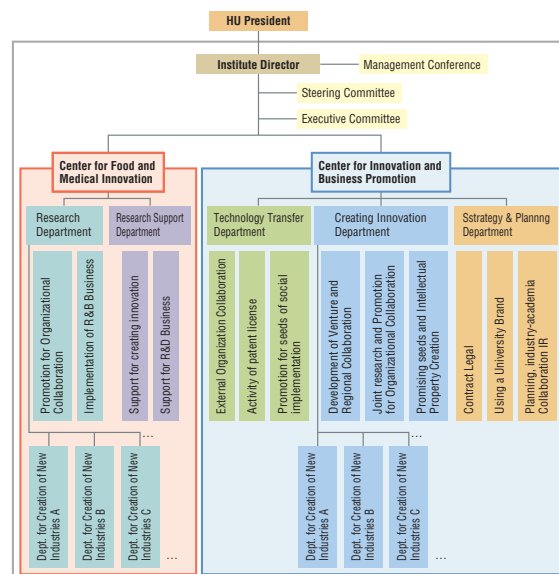 HU President
Institute Director
Management Conference
Steering Committee
Executive Committee
Center for Food and
Medical Innovation
Center for Innovation and
Business Promotion
Research
Department
Research Support
Department
Technology Transfer
Department
Creating Innovation
Department
Sstrategy & Plannng
Department
Promotion for Organizational
Collaboration
Implementation of R&B Business
Support for creating innovation
Support for R&D Business
External Organization Collaboration
Activity of patent license
Promotion for seeds of social
implementation
Development of Venture and
Regional Collaboration
Joint research and Promotion
for Organizational Collaboration
Promising seeds and Intellectual
Property Creation
Contract Legal
Using a University Brand
Planning, industry-academia
Collaboration IR
...
...
Dept. for Creation of New
Industries A
Dept. for Creation of New
Industries B
Dept. for Creation of New
Industries C
...
Dept. for Creation of New
Industries A
Dept. for Creation of New
Industries B
Dept. for Creation of New
Industries C
...